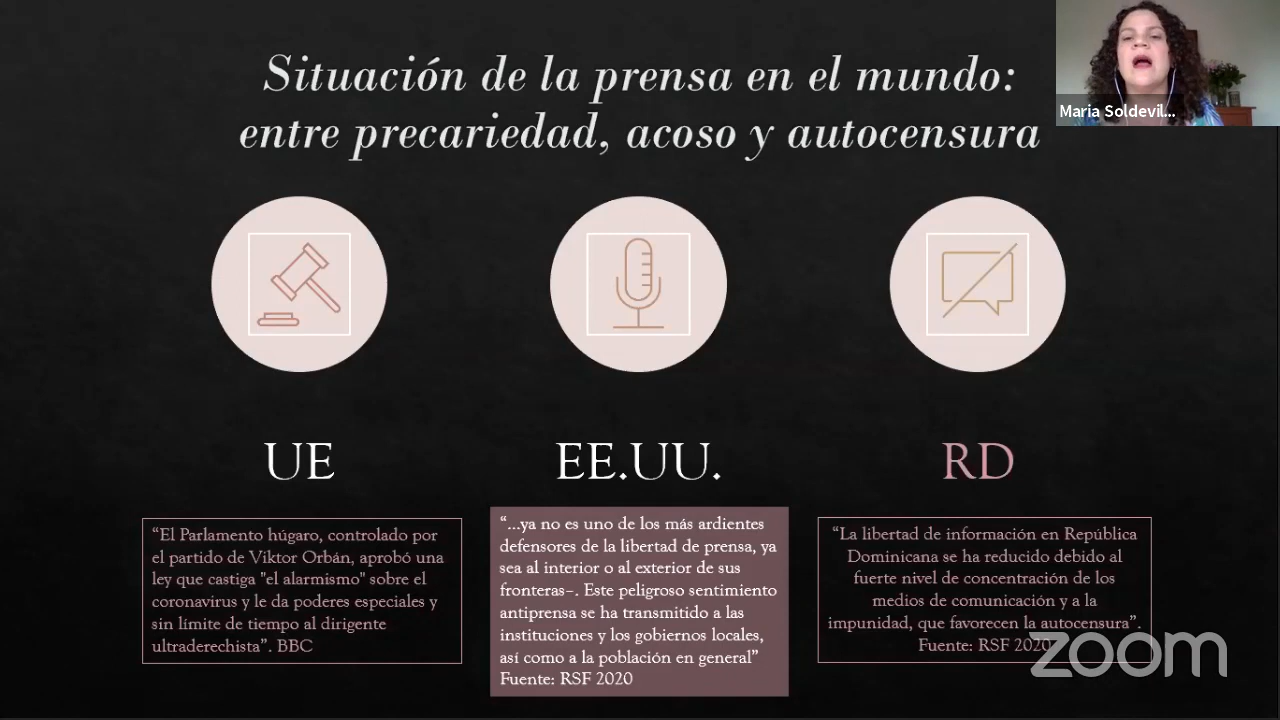 Situación de la prensa en el mundo:
entre precariedad, acoso y autocensura
Maria Soldevil...
UE
"El Parlamento húgaro, controlado por
el partido de Viktor Orbán, aprobó una
ley que castiga "el alarmismo" sobre el
coronavirus y le da poderes especiales y
sin límite de tiempo al dirigente
ultraderechista". BBC
EE.UU.
"...ya no es uno de los más ardientes
defensores de la libertad de prensa, ya
sea al interior o al exterior de sus
fronteras–. Este peligroso sentimiento
antiprensa se ha transmitido a las
instituciones y los gobiernos locales,
así como a la población en general"
Fuente: RSF 2020
RD
"La libertad de información en República
Dominicana se ha reducido debido al
fuerte nivel de concentración de los
medios de comunicación y a la
impunidad, que favorecen la autocensura".
Fuente: RSF 2020
zoom